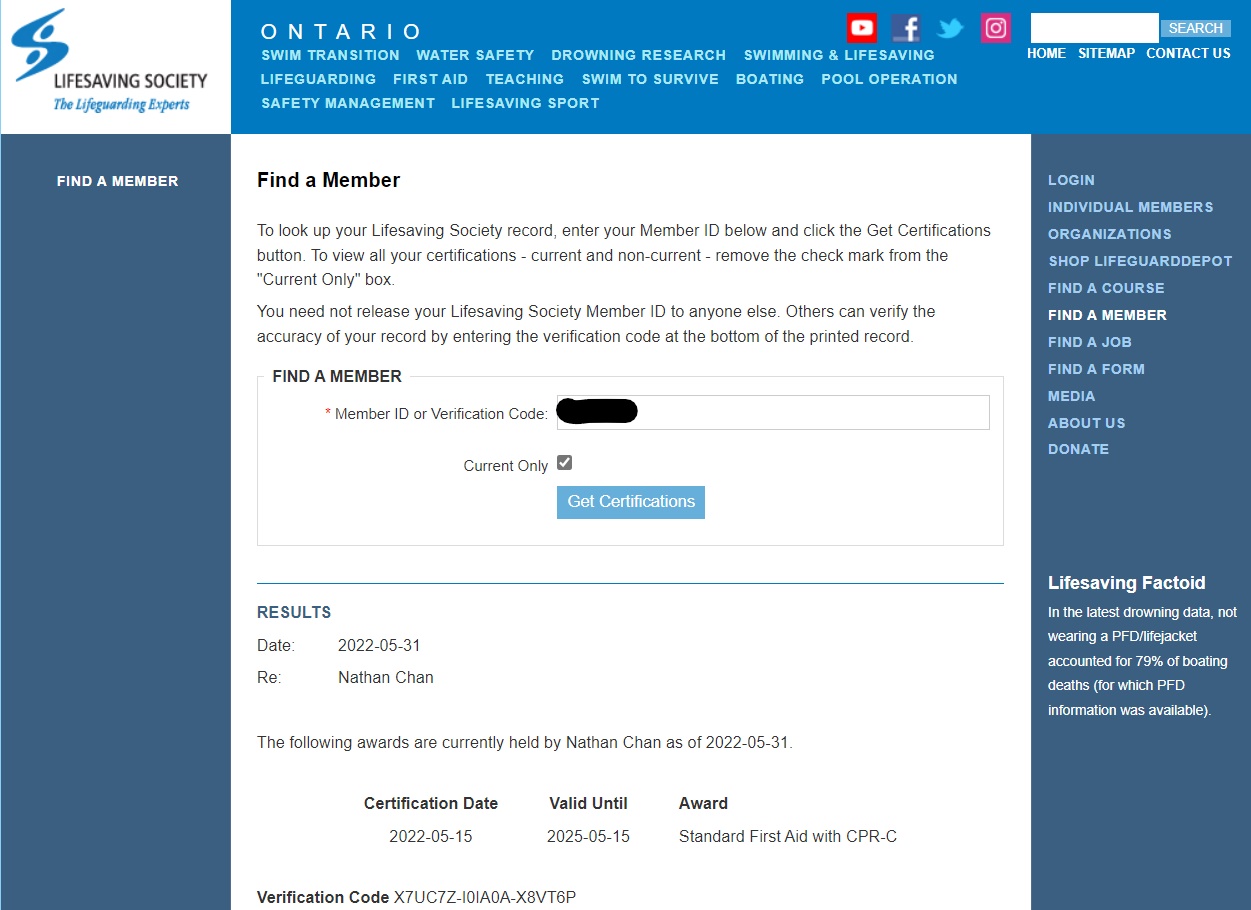 LIFESAVING SOCIETY
The Lifeguarding Experts
ONTARIO
SWIM TRANSITION WATER SAFETY DROWNING RESEARCH SWIMMING & LIFESAVING
LIFEGUARDING FIRST AID TEACHING SWIM TO SURVIVE BOATING POOL OPERATION
SAFETY MANAGEMENT LIFESAVING SPORT
SEARCH
HOME SITEMAP CONTACT US
FIND A MEMBER
Find a Member
To look up your Lifesaving Society record, enter your Member ID below and click the Get Certifications
button. To view all your certifications - current and non-current - remove the check mark from the
"Current Only" box.
You need not release your Lifesaving Society Member ID to anyone else. Others can verify the
accuracy of your record by entering the verification code at the bottom of the printed record.
FIND A MEMBER
* Member ID or Verification Code:
Current Only
Get Certifications
RESULTS
Date: 2022-05-31
Re: Nathan Chan
The following awards are currently held by Nathan Chan as of 2022-05-31.
Certification Date Valid Until Award
2022-05-15 2025-05-15 Standard First Aid with CPR-C
Verification Code X7UC7Z-I0IA0A-X8VT6P
LOGIN
INDIVIDUAL MEMBERS
ORGANIZATIONS
SHOP LIFEGUARDDEPOT
FIND A COURSE
FIND A MEMBER
FIND A JOB
FIND A FORM
MEDIA
ABOUT US
DONATE
Lifesaving Factoid
In the latest drowning data, not
wearing a PFD/lifejacket
accounted for 79% of boating
deaths (for which PFD
information was available).